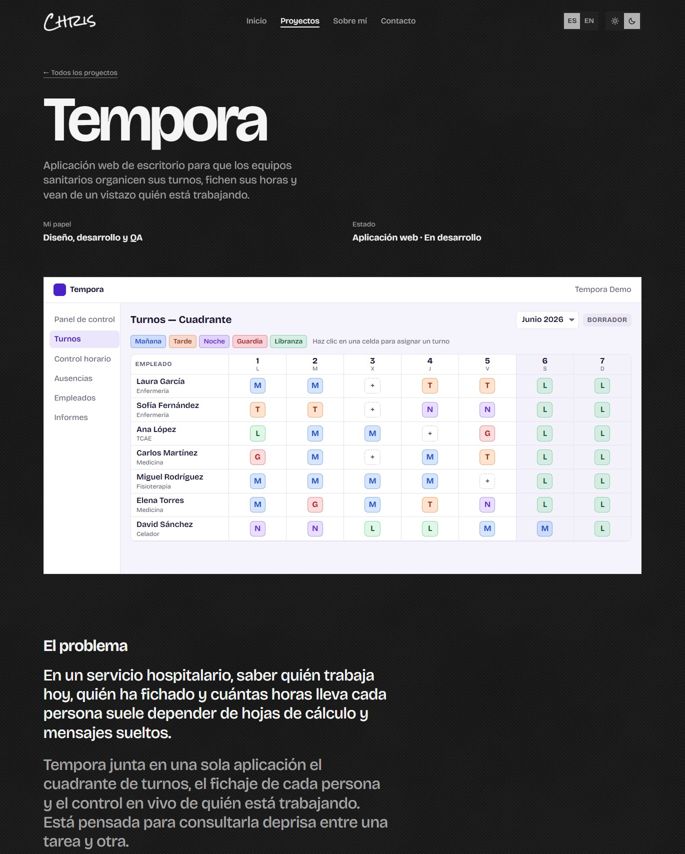 CHRIS
Inicio Proyectos Sobre mí Contacto
ES EN
← Todos los proyectos
Tempora
Aplicación web de escritorio para que los equipos
sanitarios organicen sus turnos, fichen sus horas y
vean de un vistazo quién está trabajando.
Mi papel
Diseño, desarrollo y QA
Estado
Aplicación web · En desarrollo
Tempora
Tempora Demo
Panel de control
Turnos
Control horario
Ausencias
Empleados
Informes
Turnos — Cuadrante
Junio 2026
BORRADOR
Mañana Tarde Noche Guardia Libranza Haz clic en una celda para asignar un turno
EMPLEADO 1 2 3 4 5 6 7
L M X J V S D
Laura García M M + T T L L
Enfermería
Sofía Fernández T T + N N L L
Enfermería
Ana López L M M + G L L
TCAE
Carlos Martínez G M + M T L L
Medicina
Miguel Rodríguez M M M M + L L
Fisioterapia
Elena Torres M G M T N L L
Medicina
David Sánchez N N L L M M L
Celador
El problema
En un servicio hospitalario, saber quién trabaja
hoy, quién ha fichado y cuántas horas lleva cada
persona suele depender de hojas de cálculo y
mensajes sueltos.
Tempora junta en una sola aplicación el
cuadrante de turnos, el fichaje de cada persona
y el control en vivo de quién está trabajando.
Está pensada para consultarla deprisa entre una
tarea y otra.